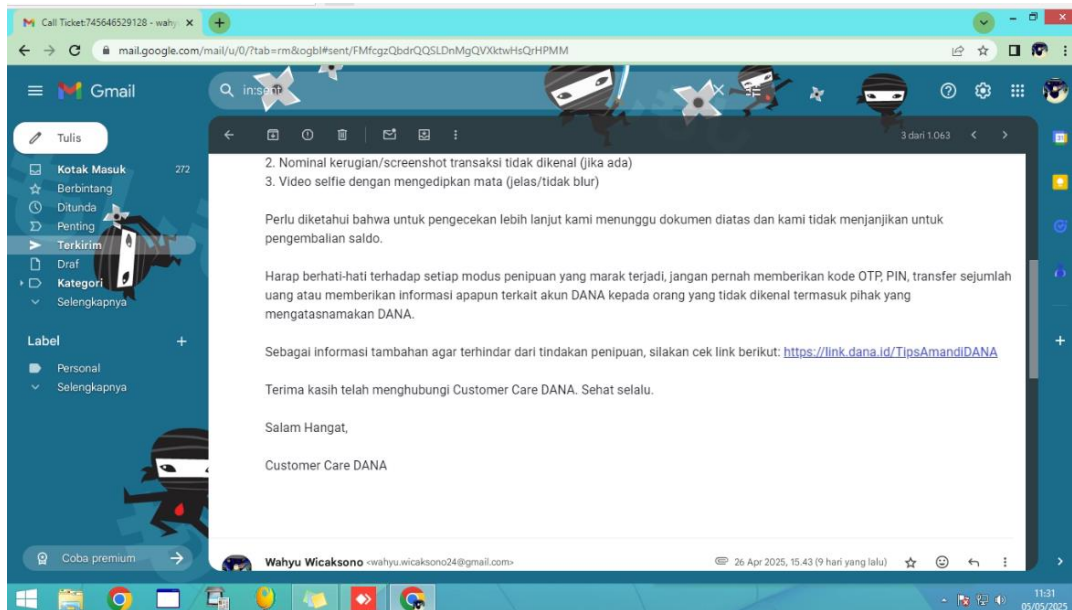 Call Ticket:745646529128 - wahy
mail.google.com/mail/u/0/?tab=rm&ogbl#sent/FMfcgzQbdrQQSLDnMgQVXktwHsQrHPMM
Gmail
in:sent
Tulis
3 dari 1.063
Kotak Masuk 272
Berbintang
Ditunda
Penting
Terkirim
Draf
Kategori
Selengkapnya
Label
Personal
Selengkapnya
2. Nominal kerugian/screenshot transaksi tidak dikenal (jika ada)
3. Video selfie dengan mengedipkan mata (jelas/tidak blur)
Perlu diketahui bahwa untuk pengecekan lebih lanjut kami menunggu dokumen diatas dan kami tidak menjanjikan untuk
pengembalian saldo.
Harap berhati-hati terhadap setiap modus penipuan yang marak terjadi, jangan pernah memberikan kode OTP, PIN, transfer sejumlah
uang atau memberikan informasi apapun terkait akun DANA kepada orang yang tidak dikenal termasuk pihak yang
mengatasnamakan DANA.
Sebagai informasi tambahan agar terhindar dari tindakan penipuan, silakan cek link berikut: https://link.dana.id/TipsAmandiDANA
Terima kasih telah menghubungi Customer Care DANA. Sehat selalu.
Salam Hangat,
Customer Care DANA
Coba premium
Wahyu Wicaksono <wahyu.wicaksono24@gmail.com> 26 Apr 2025, 15.43 (9 hari yang lalu)
11:31
05/05/2025